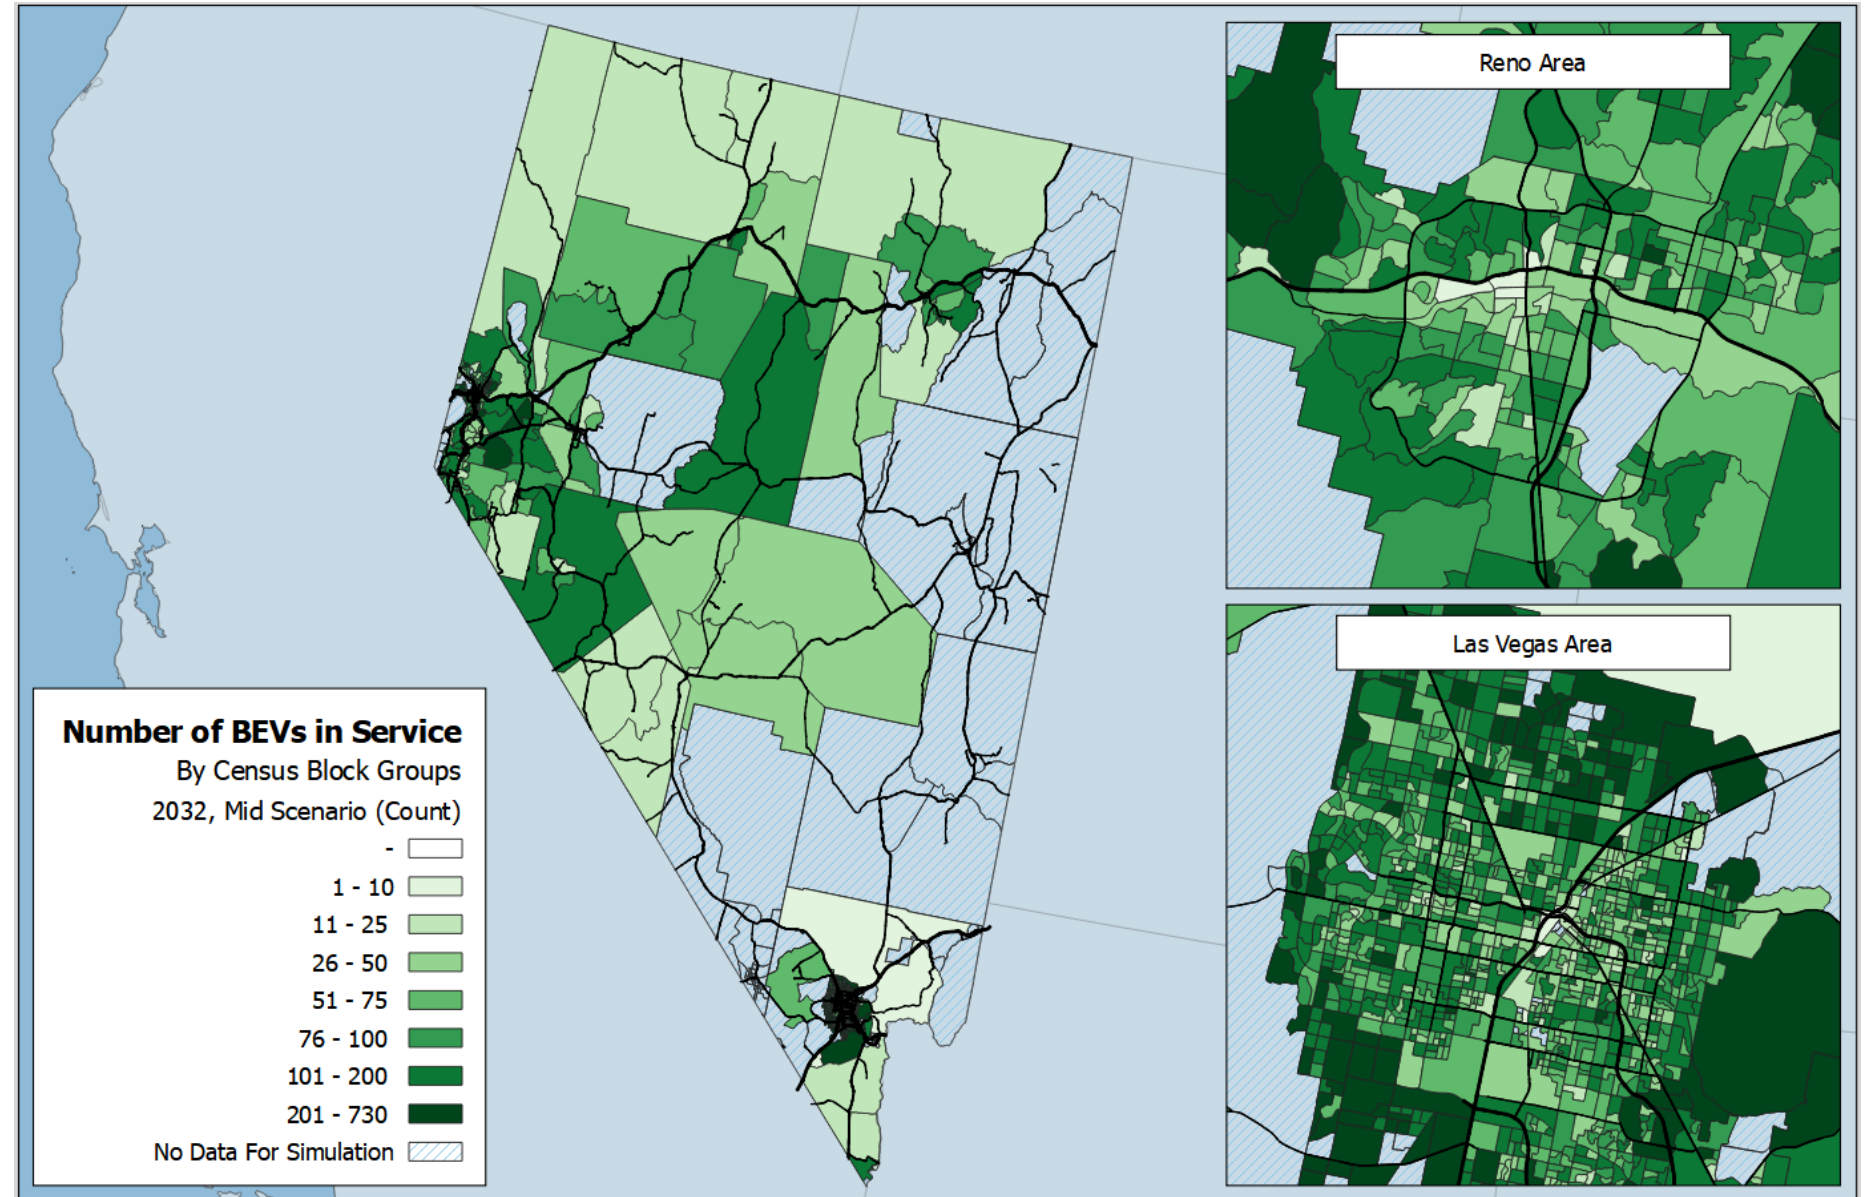 Reno Area
Las Vegas Area
Number of BEVs in Service
By Census Block Groups
2032, Mid Scenario (Count)
-
1 - 10
11 - 25
26 - 50
51 - 75
76 - 100
101 - 200
201 - 730
No Data For Simulation